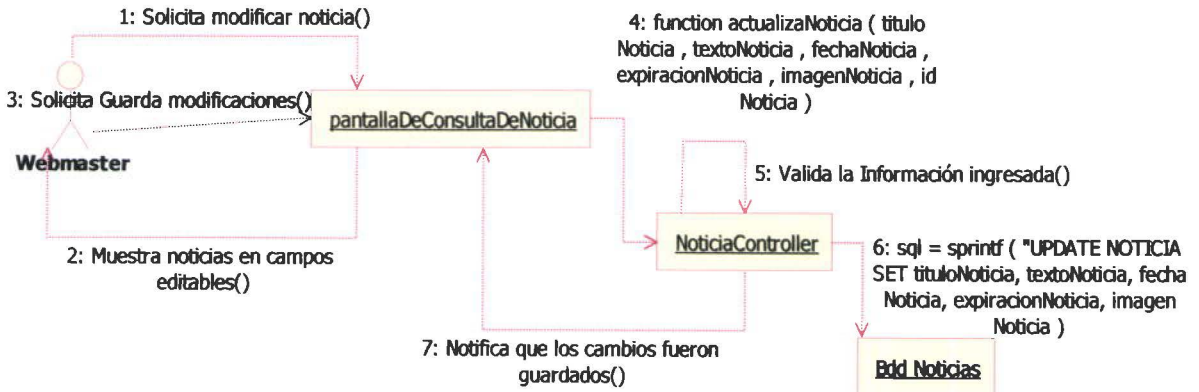 1: Solicita modificar noticia()
4: function actualizaNoticia ( titulo
Noticia , textoNoticia , fechaNoticia ,
expiracionNoticia , imagenNoticia , id
Noticia )
3: Solicita Guarda modificaciones()
pantallaDeConsultaDeNoticia
Webmaster
5: Valida la Información ingresada()
2: Muestra noticias en campos
editables()
NoticiaController
6: sql = sprintf ( "UPDATE NOTICIA
SET tituloNoticia, textoNoticia, fecha
Noticia, expiracionNoticia, imagen
Noticia )
7: Notifica que los cambios fueron
guardados()
Bdd Noticias